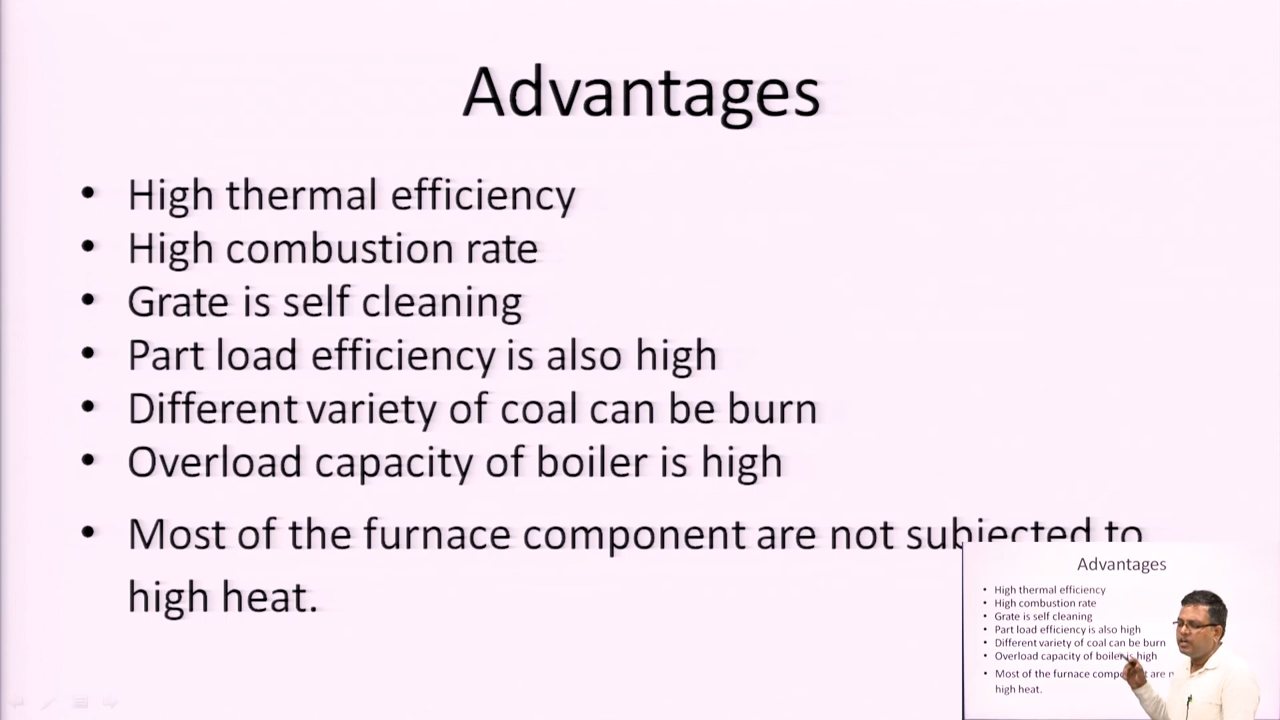 Advantages
• High thermal efficiency
• High combustion rate
• Grate is self cleaning
• Part load efficiency is also high
• Different variety of coal can be burn
• Overload capacity of boiler is high
• Most of the furnace component are not subjected to
high heat.
Advantages
• High thermal efficiency
• High combustion rate
• Grate is self cleaning
• Part load efficiency is also high
• Different variety of coal can be burn
• Overload capacity of boiler is high
• Most of the furnace are
high heat.